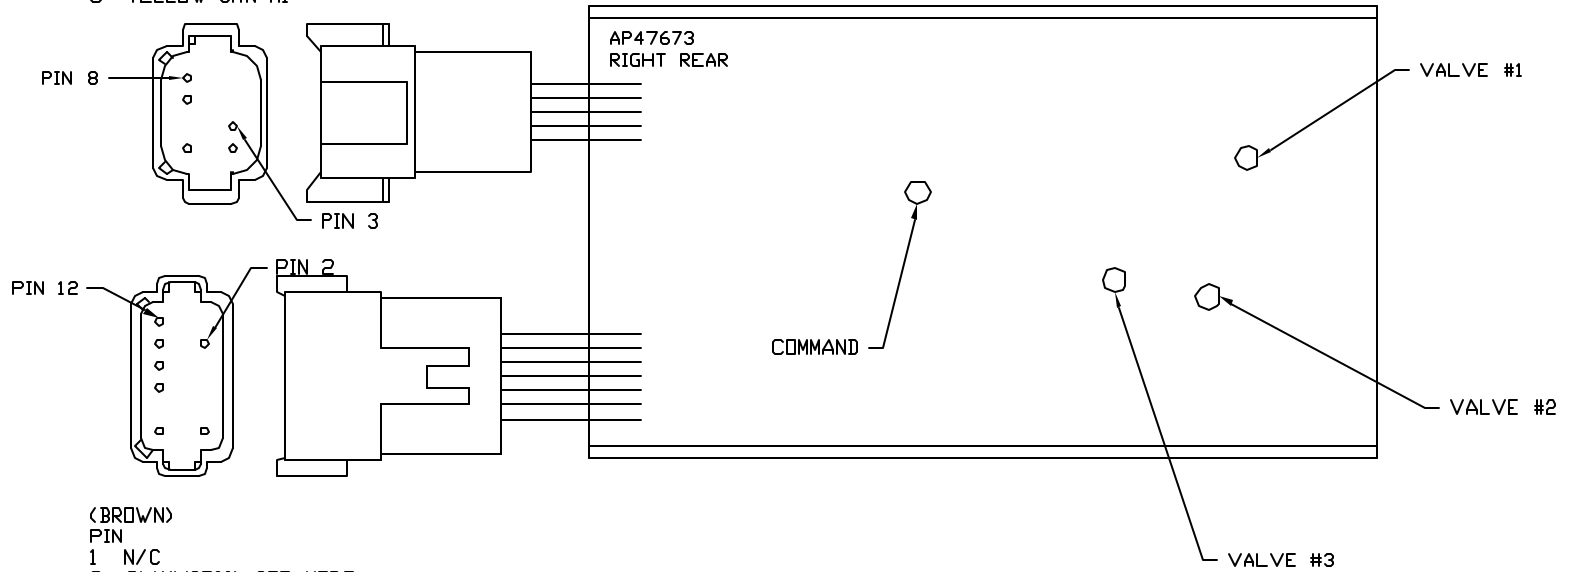 AP47673
RIGHT REAR
PIN 8
VALVE #1
PIN 3
PIN 2
PIN 12
COMMAND
VALVE #2
(BROWN)
PIN
1 N/C
VALVE #3